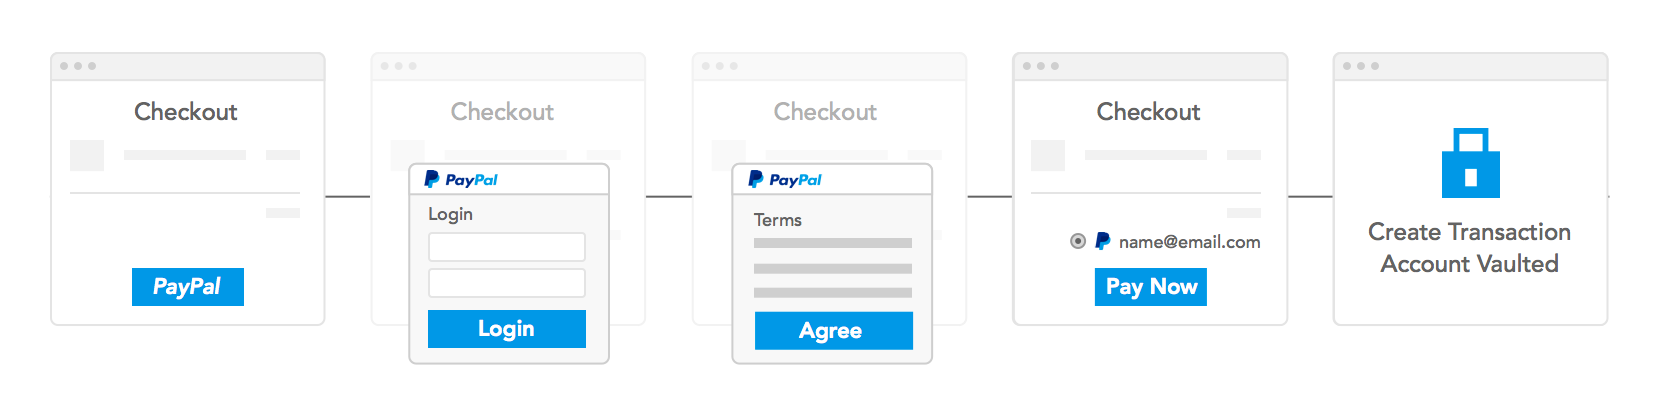 Checkout
PayPal
Checkout
PayPal
Login
Login
Checkout
PayPal
Terms
Agree
Checkout
name@email.com
Pay Now
Create Transaction
Account Vaulted